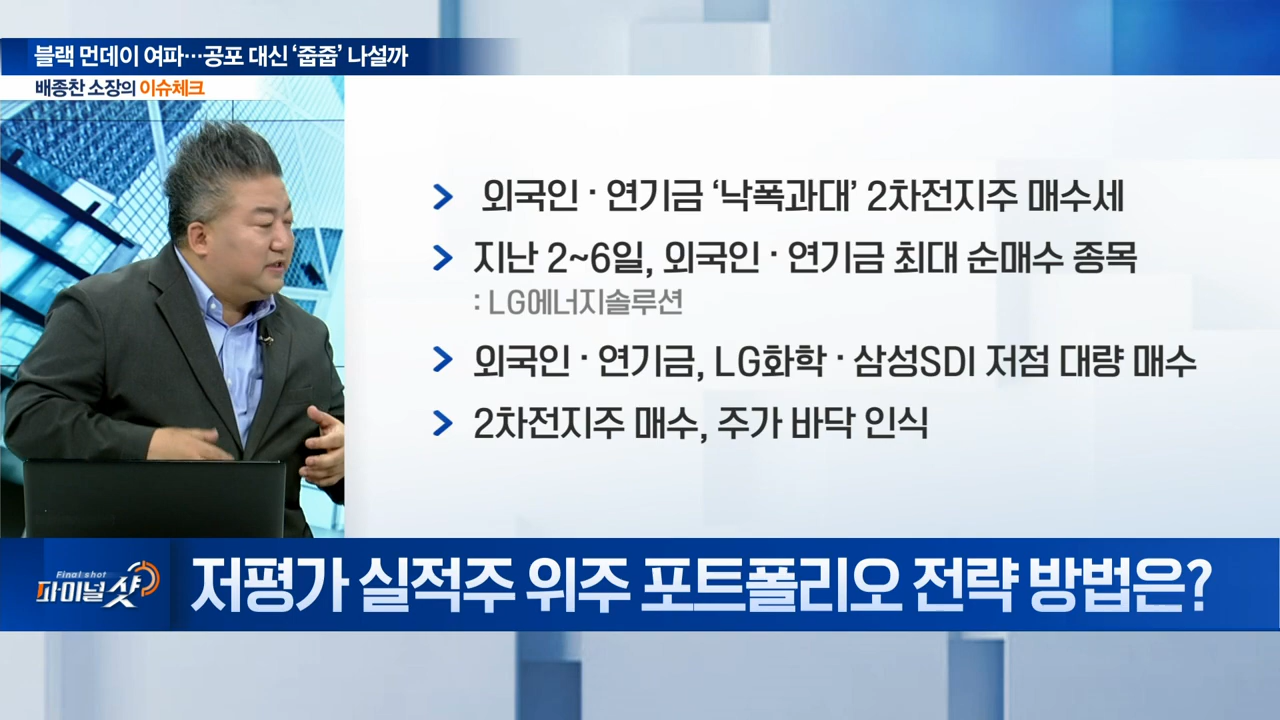 블랙 먼데이 여파…공포 대신 ‘줍줍’ 나설까
배종찬 소장의 이슈체크
외국인·연기금 ‘낙폭과대’ 2차전지주 매수세
지난 2~6일, 외국인·연기금 최대 순매수 종목
: LG에너지솔루션
외국인·연기금, LG화학·삼성SDI 저점 대량 매수
2차전지주 매수, 주가 바닥 인식
Final shot
파이널 샷
저평가 실적주 위주 포트폴리오 전략 방법은?